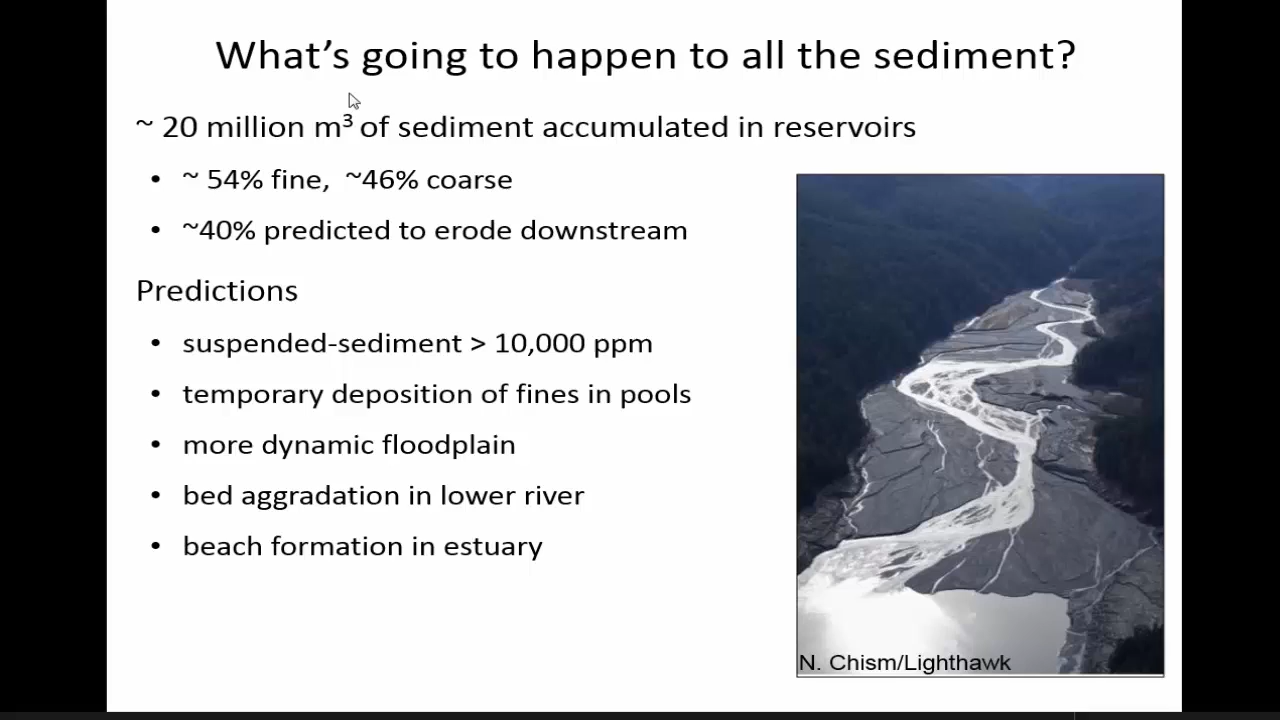 What's going to happen to all the sediment?
~ 20 million m³ of sediment accumulated in reservoirs
• ~ 54% fine, ~46% coarse
• ~40% predicted to erode downstream
Predictions
• suspended-sediment > 10,000 ppm
• temporary deposition of fines in pools
• more dynamic floodplain
• bed aggradation in lower river
• beach formation in estuary
N. Chism/Lighthawk